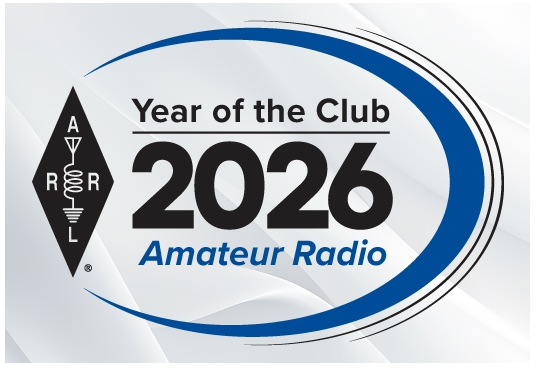 Year of the Club
2026
Amateur Radio
A
R R
L
®